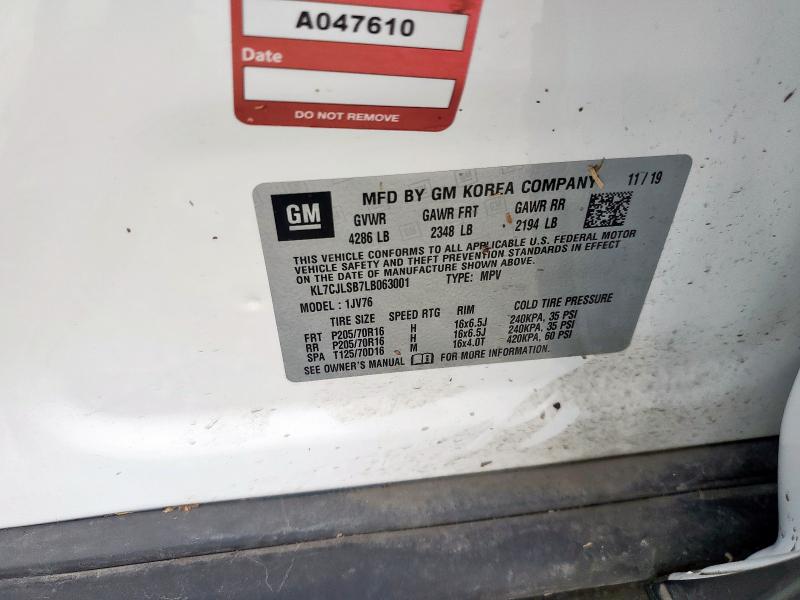 A047610
Date
DO NOT REMOVE
GM
MFD BY GM KOREA COMPANY 11/19
GVWR GAWR FRT GAWR RR
4286 LB 2348 LB 2194 LB
THIS VEHICLE CONFORMS TO ALL APPLICABLE U.S. FEDERAL MOTOR
VEHICLE SAFETY AND THEFT PREVENTION STANDARDS IN EFFECT
ON THE DATE OF MANUFACTURE SHOWN ABOVE.
KL7CJLSB7LB063001 TYPE: MPV
MODEL : 1JV76
TIRE SIZE SPEED RTG RIM COLD TIRE PRESSURE
FRT P205/70R16 H 16x6.5J 240KPA, 35 PSI
RR P205/70R16 H 16x6.5J 240KPA, 35 PSI
SPA T125/70D16 M 16x4.0T 420KPA, 60 PSI
SEE OWNER'S MANUAL FOR MORE INFORMATION.